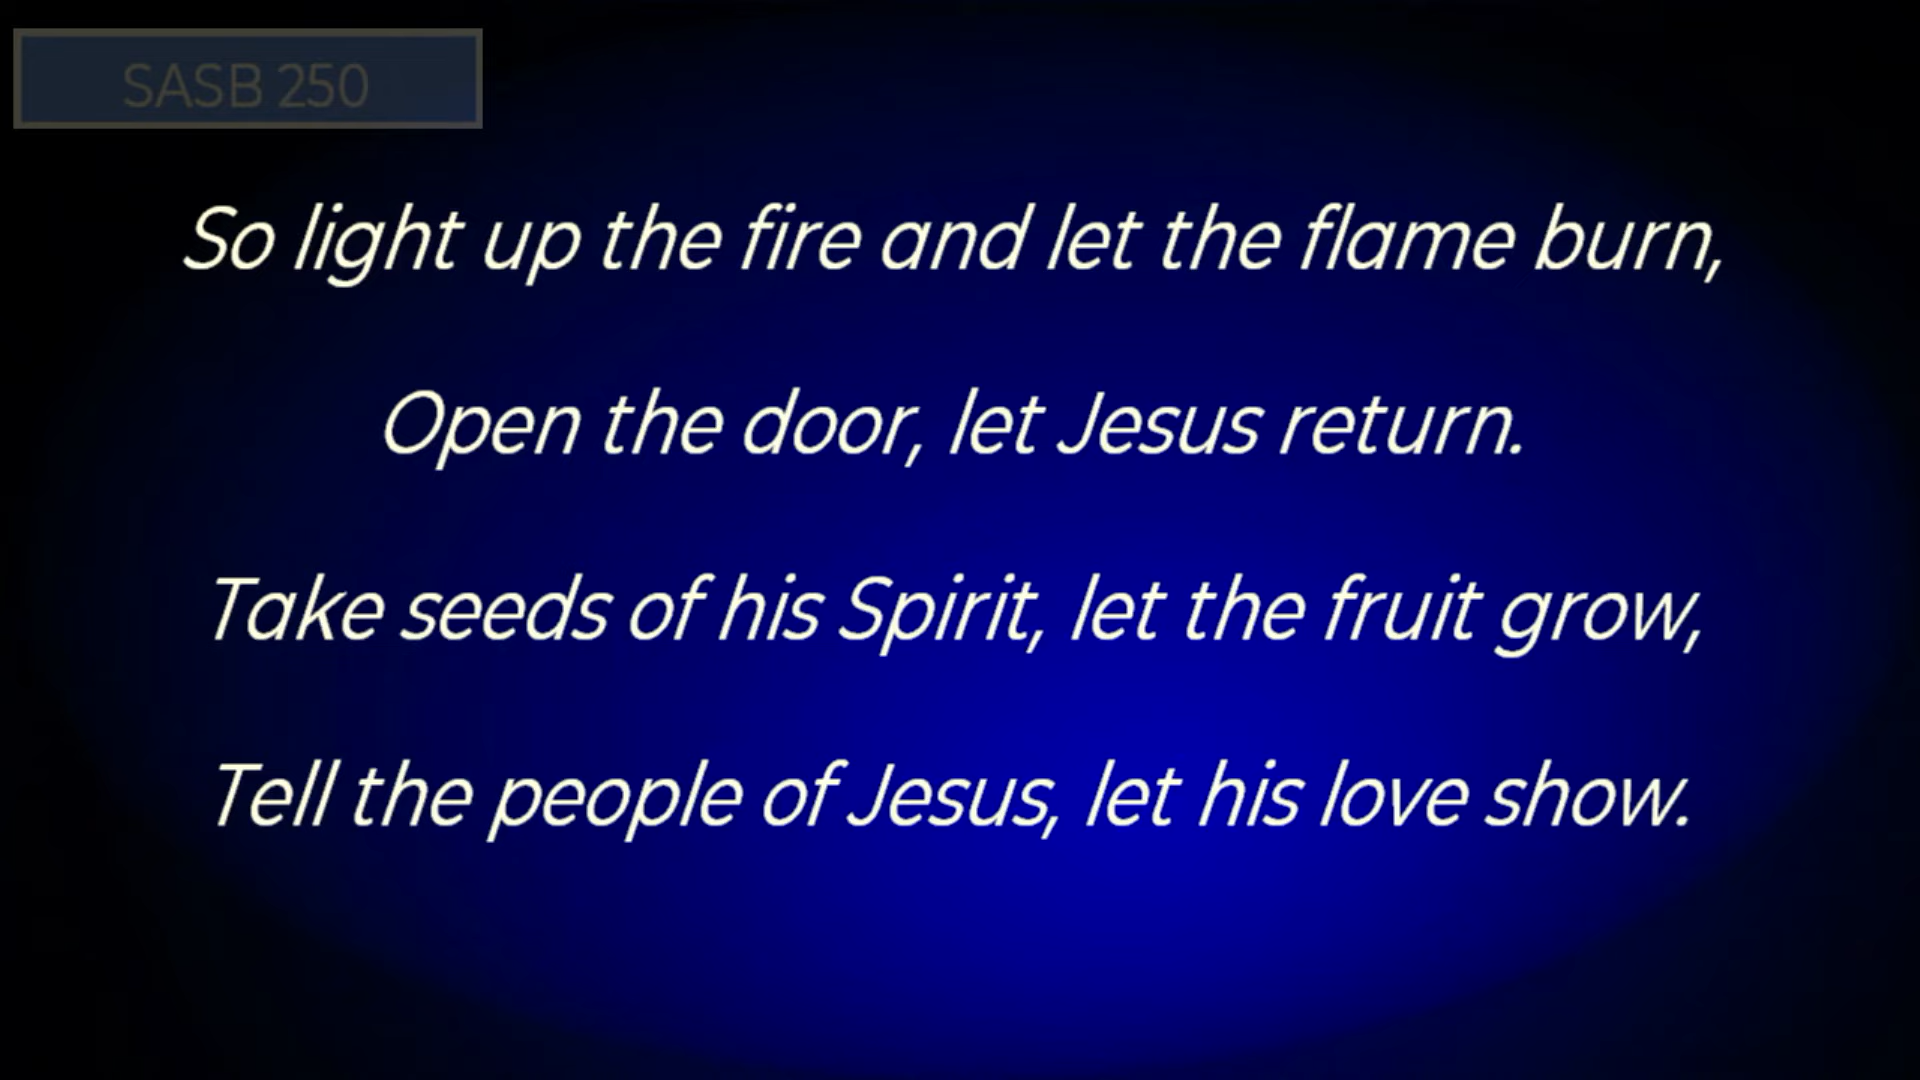 SASB 250
So light up the fire and let the flame burn,
Open the door, let Jesus return.
Take seeds of his Spirit, let the fruit grow,
Tell the people of Jesus, let his love show.